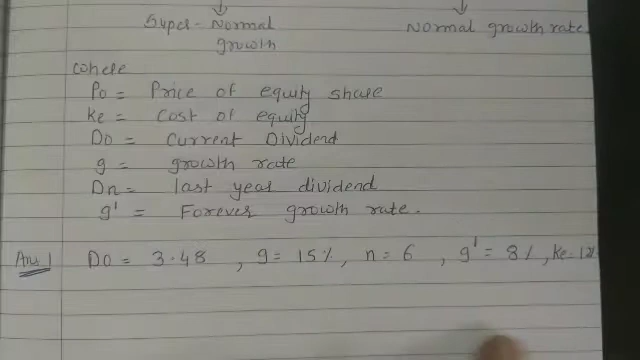 Super-Normal growth
Normal growth rate
where
Po = Price of equity share
Ke = cost of equity
Do = Current Dividend
g = growth rate
Dn = last year dividend
g' = Forever growth rate.
Ans 1 Do = 3.48 , g = 15% , n = 6 , g' = 8% , Ke